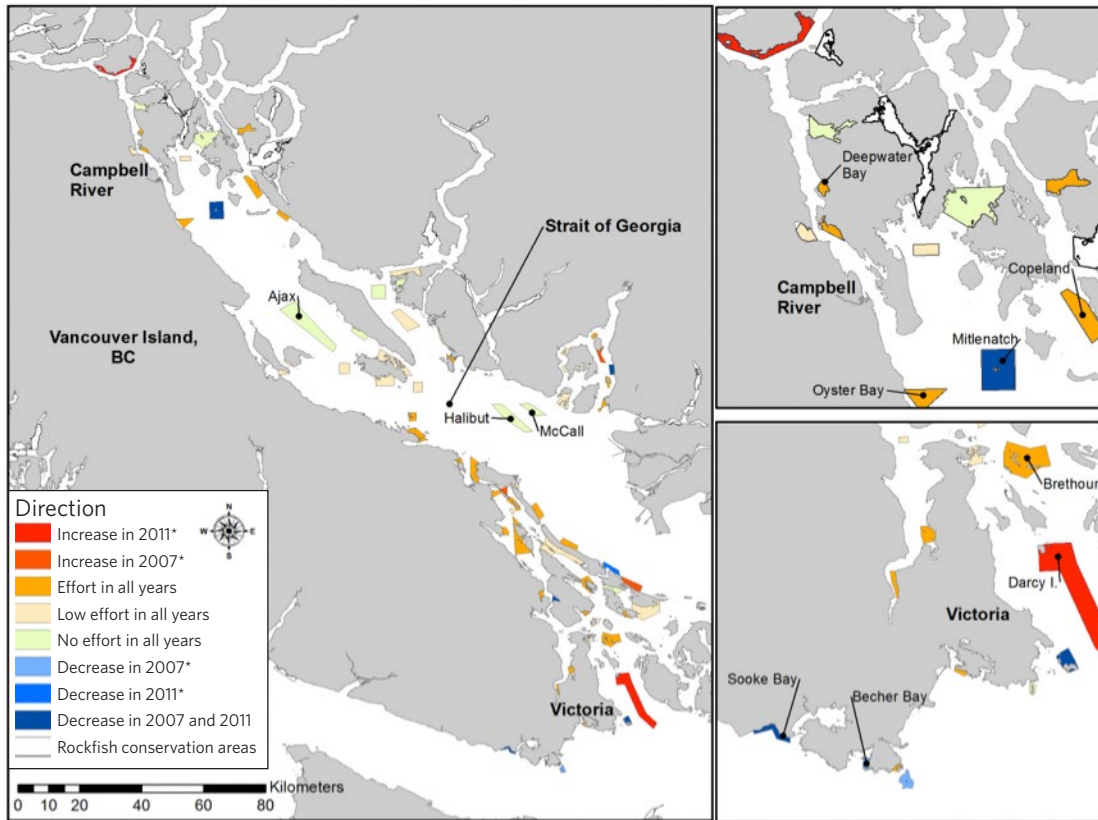 Campbell
River
Strait of Georgia
Ajax
Vancouver Island,
BC
Halibut
McCall
Victoria
Direction
N
W E
S
Increase in 2011*
Increase in 2007*
Effort in all years
Low effort in all years
No effort in all years
Decrease in 2007*
Decrease in 2011*
Decrease in 2007 and 2011
Rockfish conservation areas
Kilometers
0 5 10 20 40 60 80
Deepwater
Bay
Copeland
Campbell
River
Mitlenatch
Oyster Bay
Brethour
Darcy I.
Victoria
Sooke Bay
Becher Bay